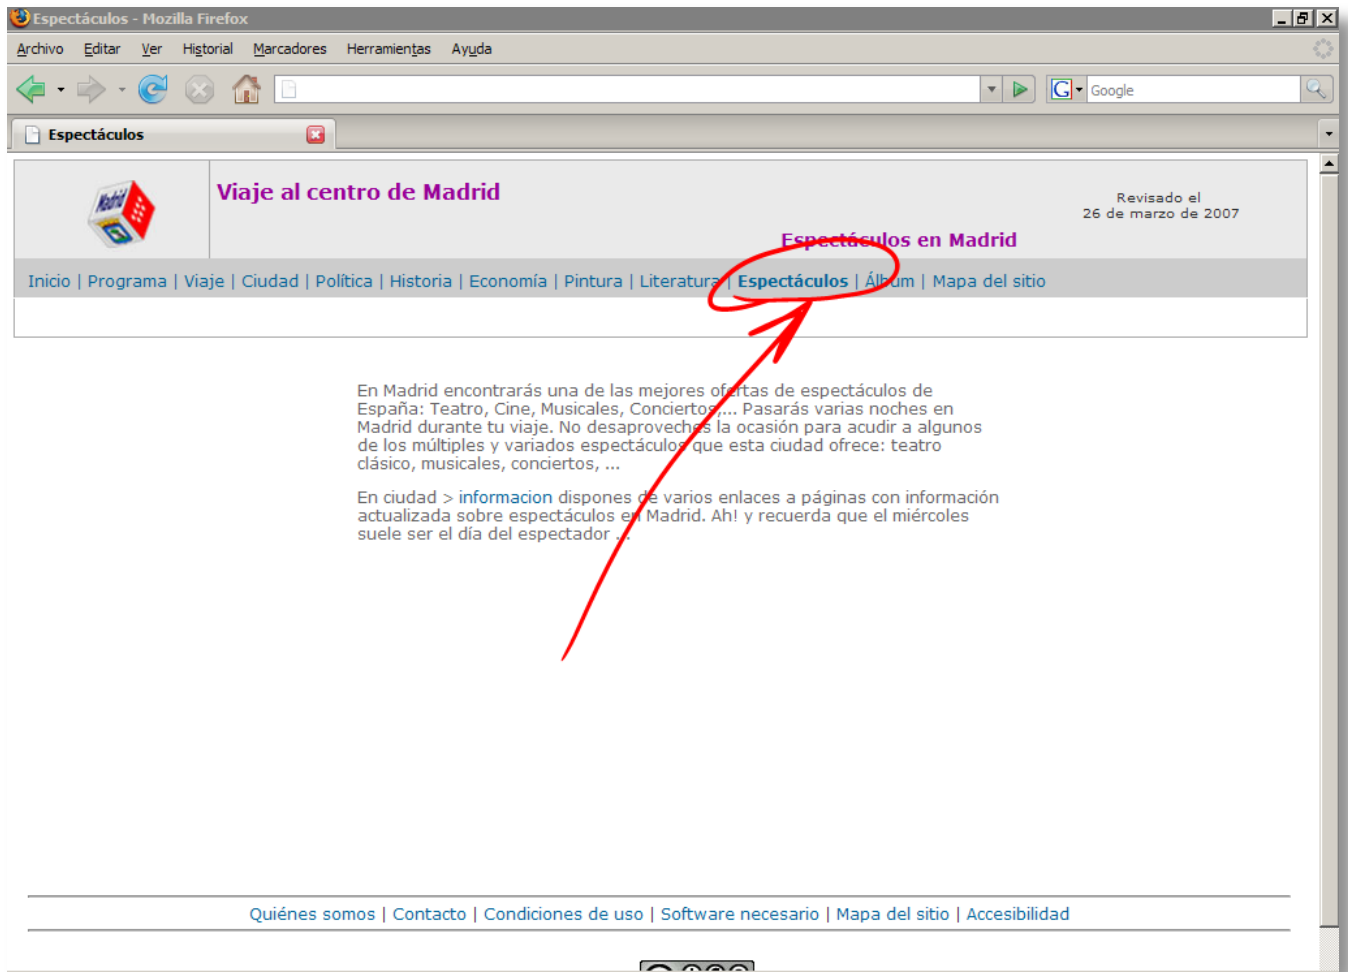 Espectáculos - Mozilla Firefox
Archivo Editar Ver Historial Marcadores Herramientas Ayuda
G Google
Espectáculos
Madrid
Viaje al centro de Madrid
Revisado el
26 de marzo de 2007
Espectáculos en Madrid
Inicio | Programa | Viaje | Ciudad | Política | Historia | Economía | Pintura | Literatura | Espectáculos | Álbum | Mapa del sitio
En Madrid encontrarás una de las mejores ofertas de espectáculos de
España: Teatro, Cine, Musicales, Conciertos,... Pasarás varias noches en
Madrid durante tu viaje. No desaproveches la ocasión para acudir a algunos
de los múltiples y variados espectáculos que esta ciudad ofrece: teatro
clásico, musicales, conciertos, ...
En ciudad > informacion dispones de varios enlaces a páginas con información
actualizada sobre espectáculos en Madrid. Ah! y recuerda que el miércoles
suele ser el día del espectador ...
Quiénes somos | Contacto | Condiciones de uso | Software necesario | Mapa del sitio | Accesibilidad